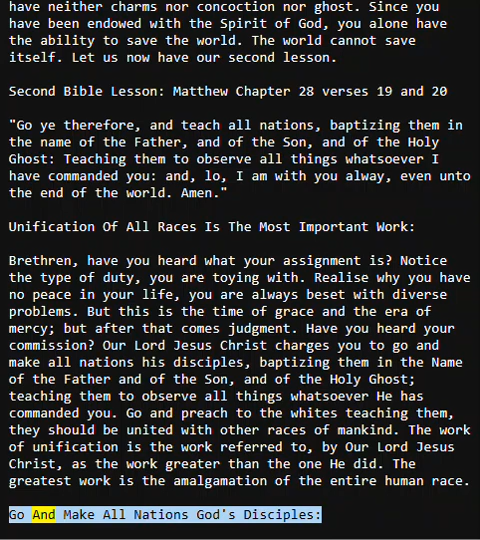 have neither charms nor concoction nor ghost. Since you
have been endowed with the Spirit of God, you alone have
the ability to save the world. The world cannot save
itself. Let us now have our second lesson.
Second Bible Lesson: Matthew Chapter 28 verses 19 and 20
"Go ye therefore, and teach all nations, baptizing them in
the name of the Father, and of the Son, and of the Holy
Ghost: Teaching them to observe all things whatsoever I
have commanded you: and, lo, I am with you alway, even unto
the end of the world. Amen."
Unification Of All Races Is The Most Important Work:
Brethren, have you heard what your assignment is? Notice
the type of duty, you are toying with. Realise why you have
no peace in your life, you are always beset with diverse
problems. But this is the time of grace and the era of
mercy; but after that comes judgment. Have you heard your
commission? Our Lord Jesus Christ charges you to go and
make all nations his disciples, baptizing them in the Name
of the Father and of the Son, and of the Holy Ghost;
teaching them to observe all things whatsoever He has
commanded you. Go and preach to the whites teaching them,
they should be united with other races of mankind. The work
of unification is the work referred to, by Our Lord Jesus
Christ, as the work greater than the one He did. The
greatest work is the amalgamation of the entire human race.
Go And Make All Nations God's Disciples: